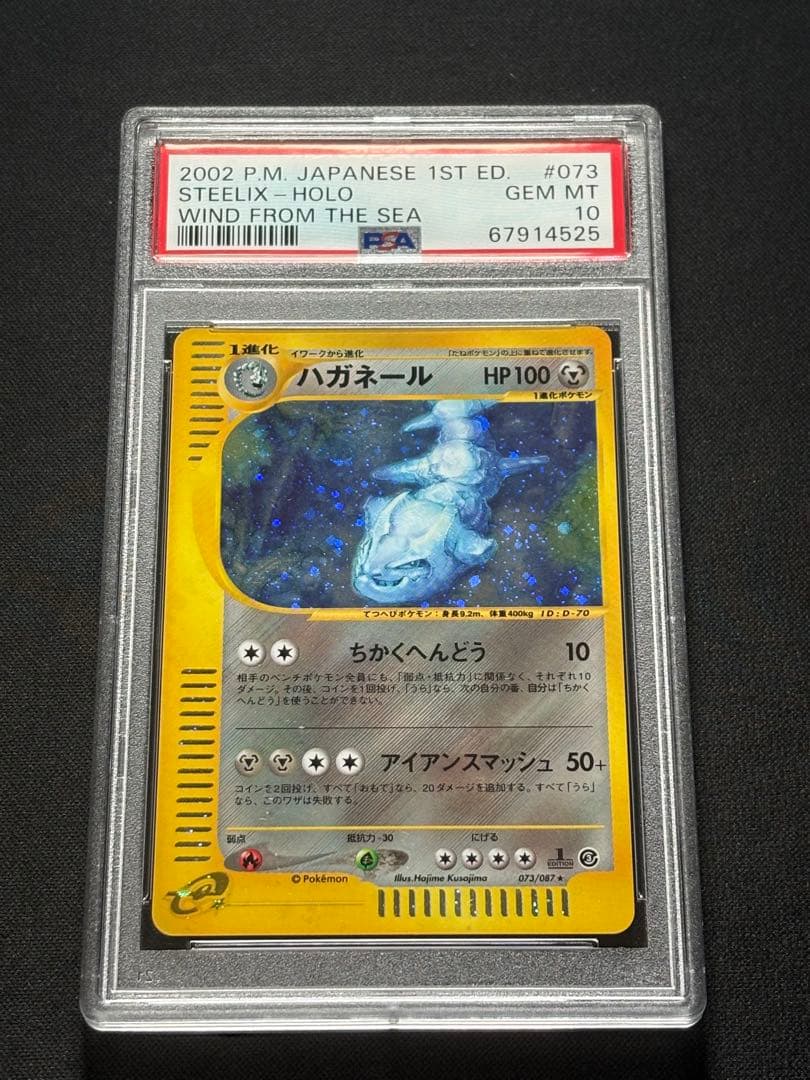 2002 P.M. JAPANESE 1ST ED. #073
STEELIX-HOLO GEM MT
WIND FROM THE SEA 10
PSA 67914525
1進化 イワークから進化 「たねポケモン」の上に重ねて進化させます。
ハガネール HP100
1進化ポケモン
てつへびポケモン:身長9.2m、体重400kg ID:D-70
ちかくへんどう 10
相手のベンチポケモン全員にも、「弱点・抵抗力」に関係なく、それぞれ10
ダメージ。その後、コインを1回投げ、「うら」なら、次の自分の番、自分は「ちかく
へんどう」を使うことができない。
アイアンスマッシュ 50+
コインを2回投げ、すべて「おもて」なら、20ダメージを追加する。すべて「うら」
なら、このワザは失敗する。
弱点 抵抗力-30 にげる
1 EDITION
©Pokémon Illus.Hajime Kusajima 073/087★